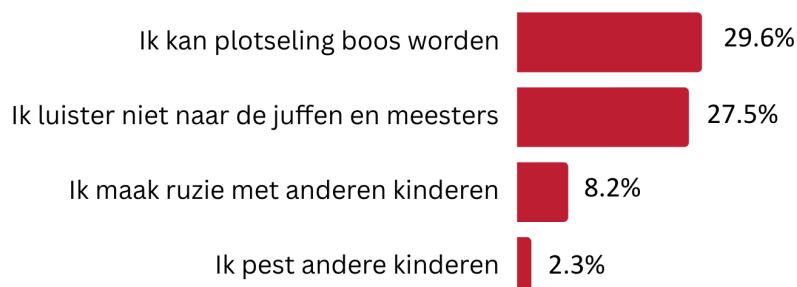 Ik kan plotseling boos worden 29.6%
Ik luister niet naar de juffen en meesters 27.5%
Ik maak ruzie met anderen kinderen 8.2%
Ik pest andere kinderen 2.3%